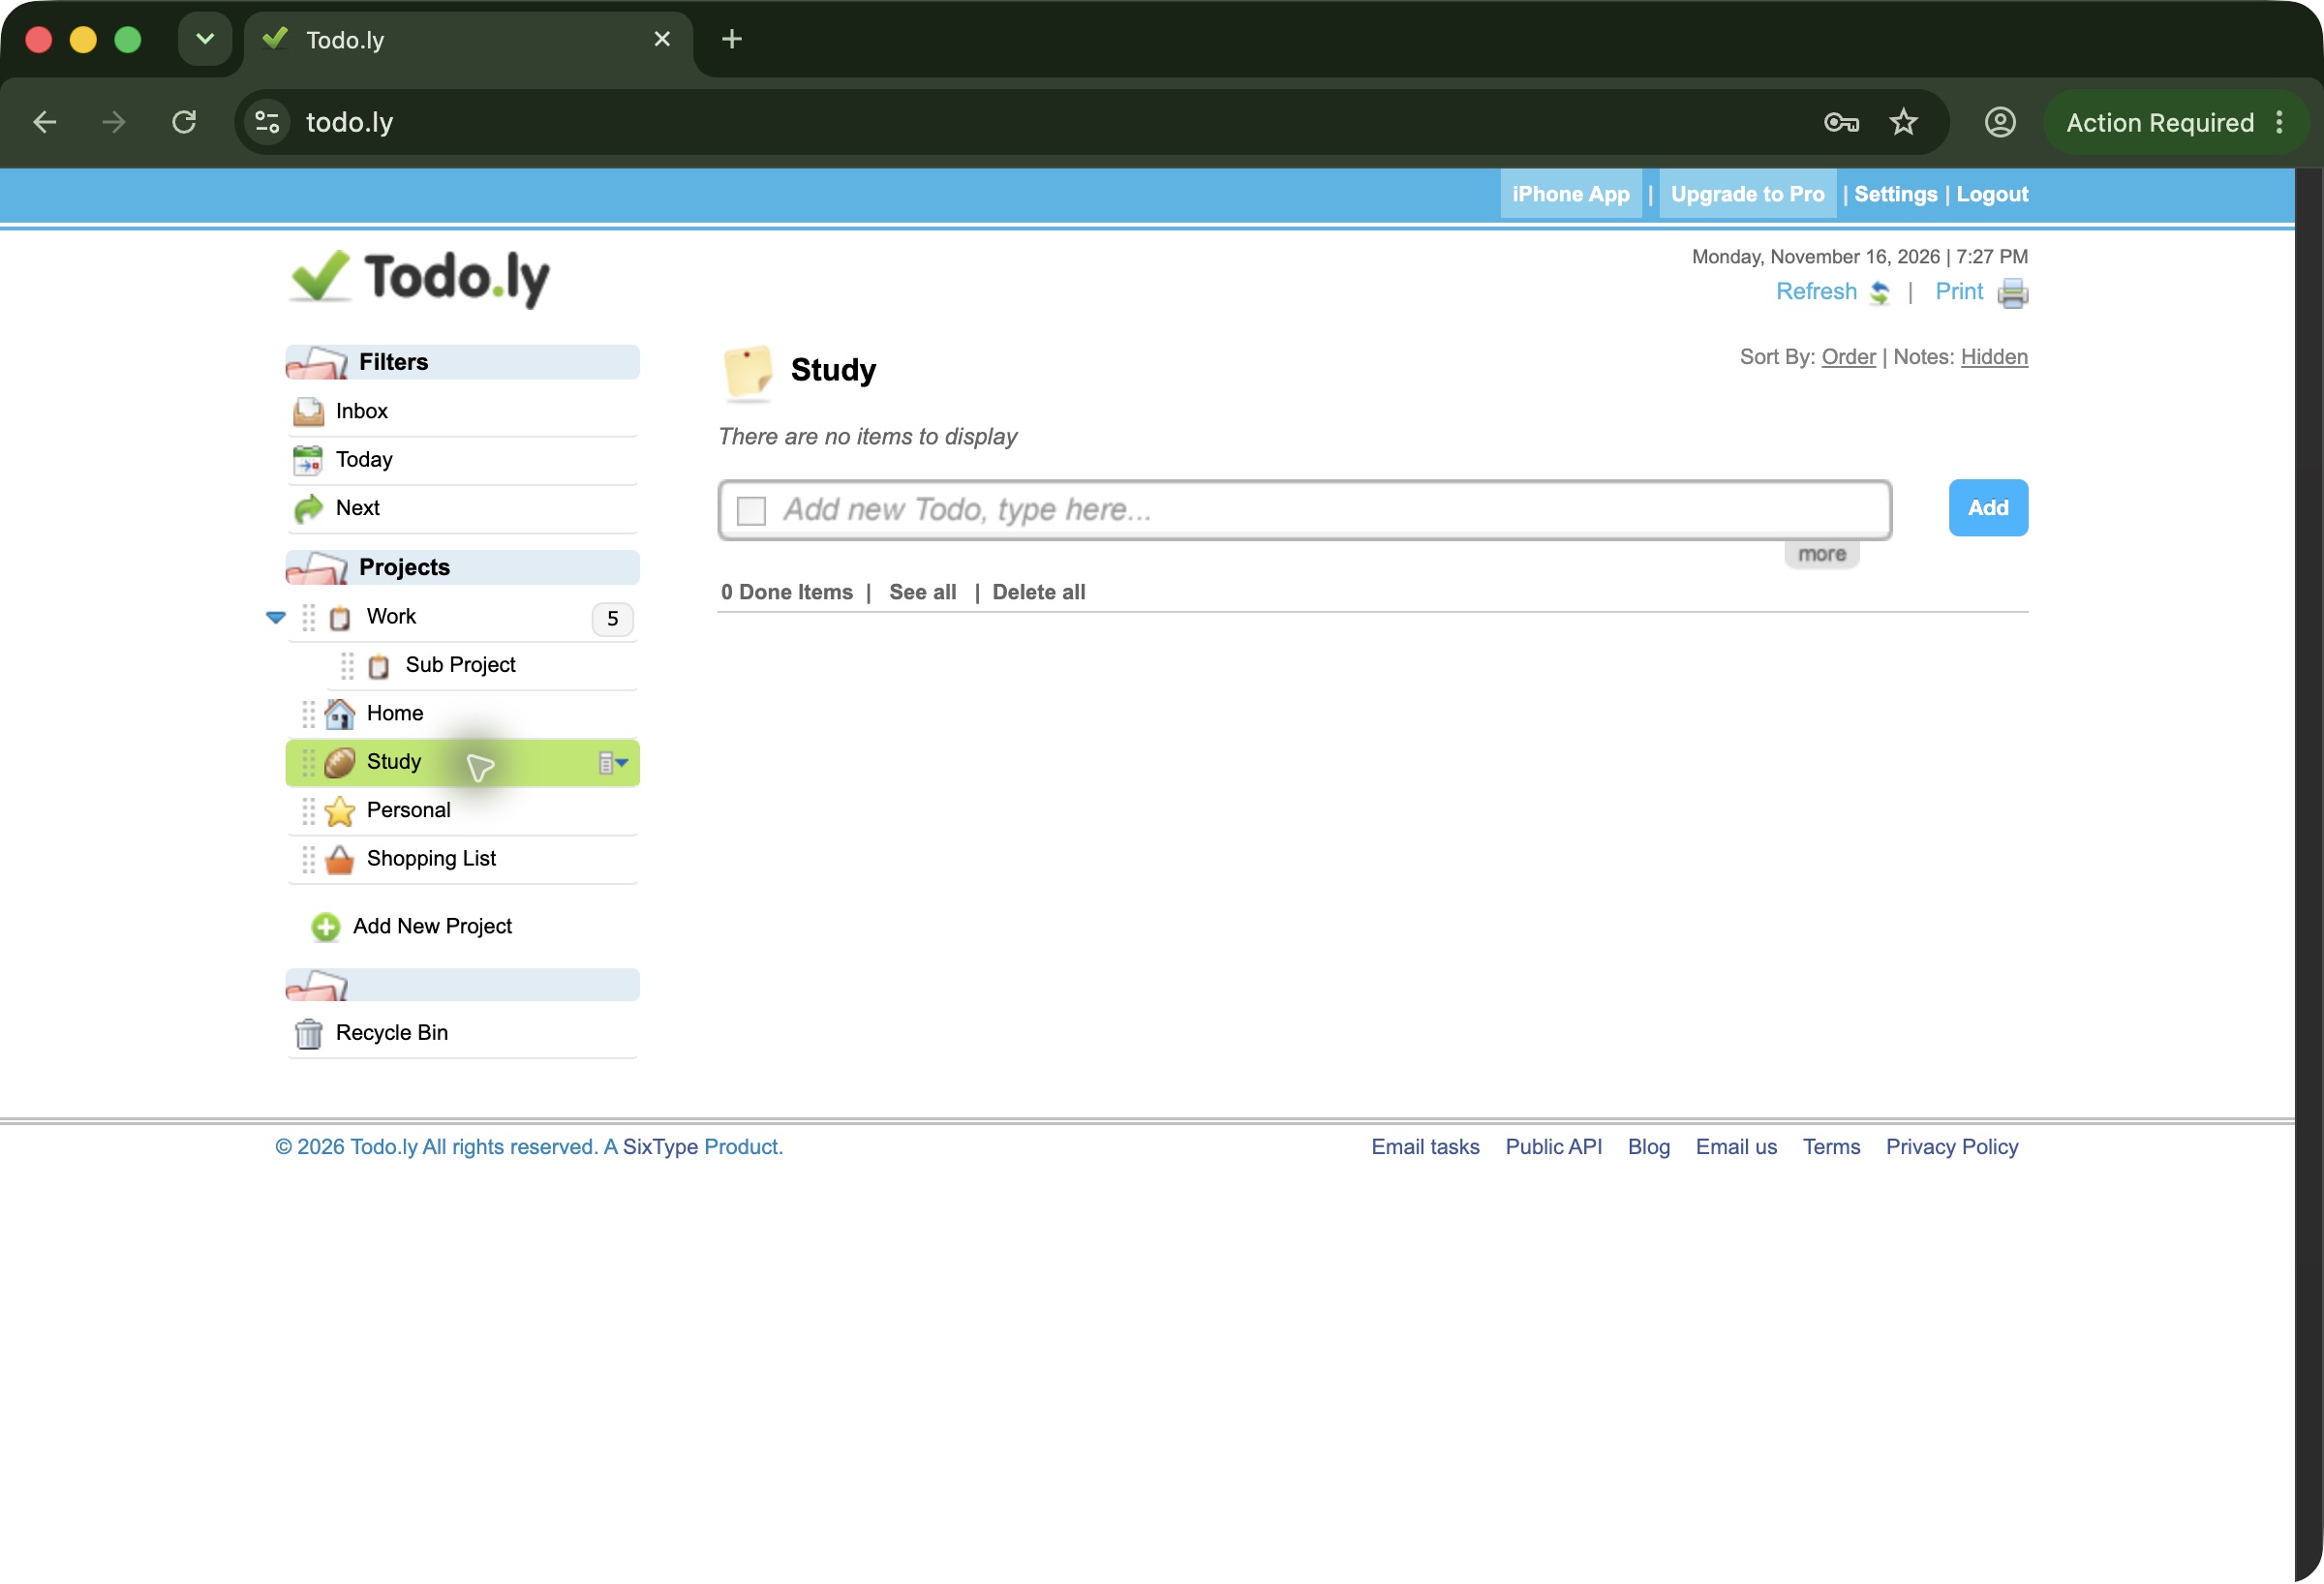 Todo.ly
todo.ly
Action Required
iPhone App | Upgrade to Pro | Settings | Logout
Todo.ly
Monday, November 16, 2026 | 7:27 PM
Refresh | Print
Filters
Inbox
Today
Next
Projects
Work 5
Sub Project
Home
Study
Personal
Shopping List
Add New Project
Recycle Bin
Study
Sort By: Order | Notes: Hidden
There are no items to display
Add new Todo, type here...
Add
more
0 Done Items | See all | Delete all
© 2026 Todo.ly All rights reserved. A SixType Product.
Email tasks Public API Blog Email us Terms Privacy Policy